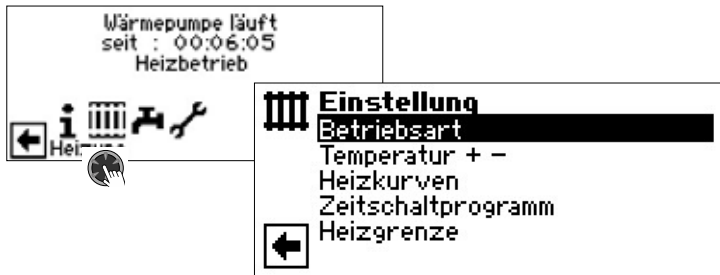 Wärmepumpe läuft
seit : 00:06:05
Heizbetrieb
Einstellung
Betriebsart
Temperatur + −
Heizkurven
Zeitschaltprogramm
Heizgrenze